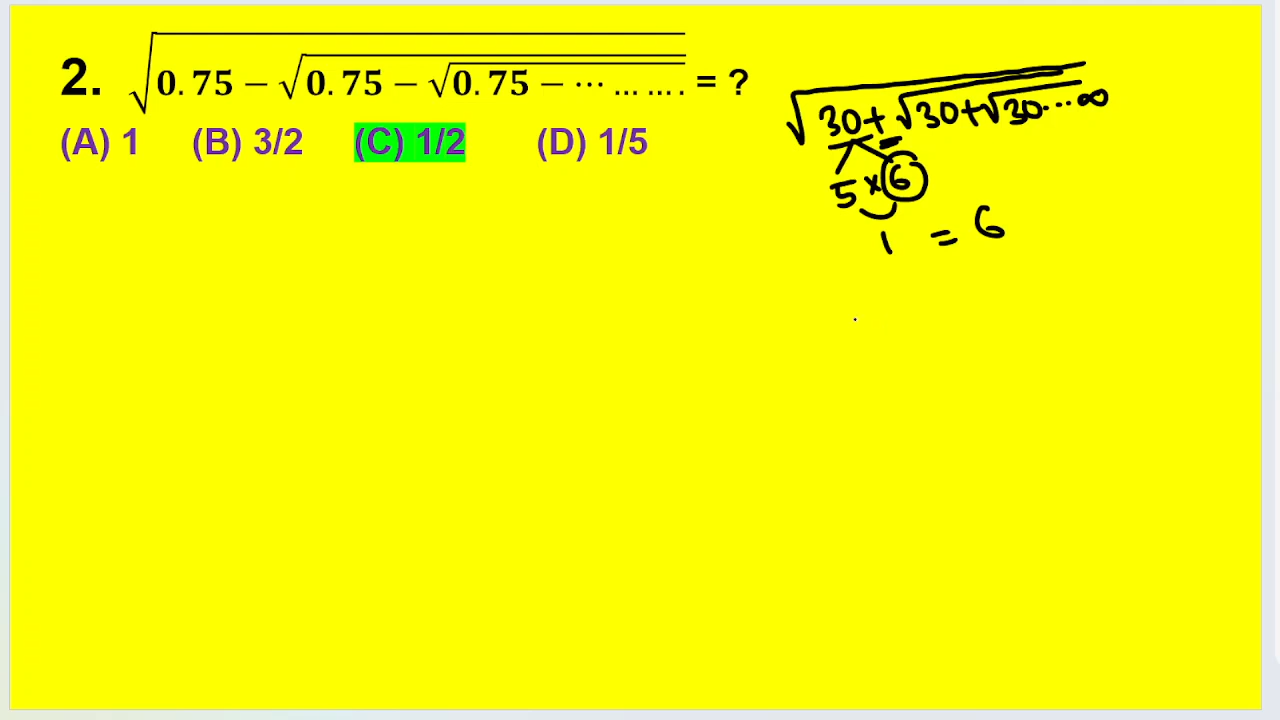 2. √0.75 − √0.75 − √0.75 − ⋯ ... ... . = ?
(A) 1 (B) 3/2 (C) 1/2 (D) 1/5
√30+√30+√30...∞
5 × 6
1 = 6